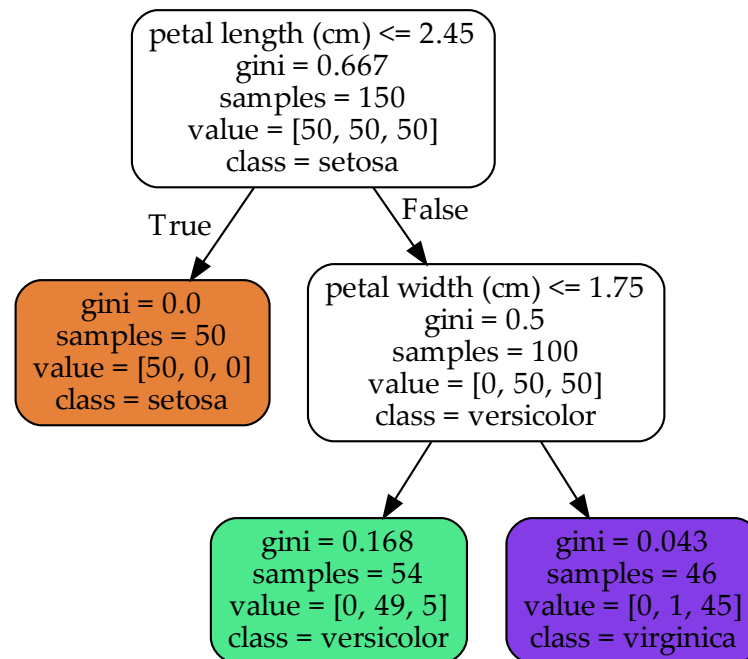 petal length (cm) <= 2.45
gini = 0.667
samples = 150
value = [50, 50, 50]
class = setosa
True
False
gini = 0.0
samples = 50
value = [50, 0, 0]
class = setosa
petal width (cm) <= 1.75
gini = 0.5
samples = 100
value = [0, 50, 50]
class = versicolor
gini = 0.168
samples = 54
value = [0, 49, 5]
class = versicolor
gini = 0.043
samples = 46
value = [0, 1, 45]
class = virginica